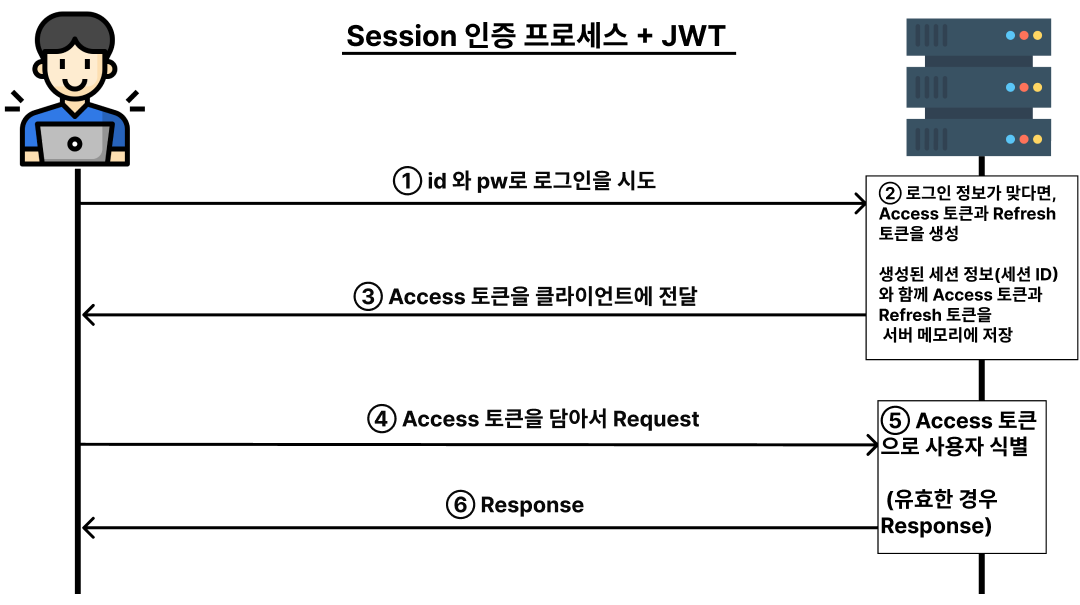 Session 인증 프로세스 + JWT
① id 와 pw로 로그인을 시도
② 로그인 정보가 맞다면,
Access 토큰과 Refresh
토큰을 생성
생성된 세션 정보(세션 ID)
와 함께 Access 토큰과
Refresh 토큰을
서버 메모리에 저장
③ Access 토큰을 클라이언트에 전달
④ Access 토큰을 담아서 Request
⑤ Access 토큰
으로 사용자 식별
(유효한 경우
Response)
⑥ Response